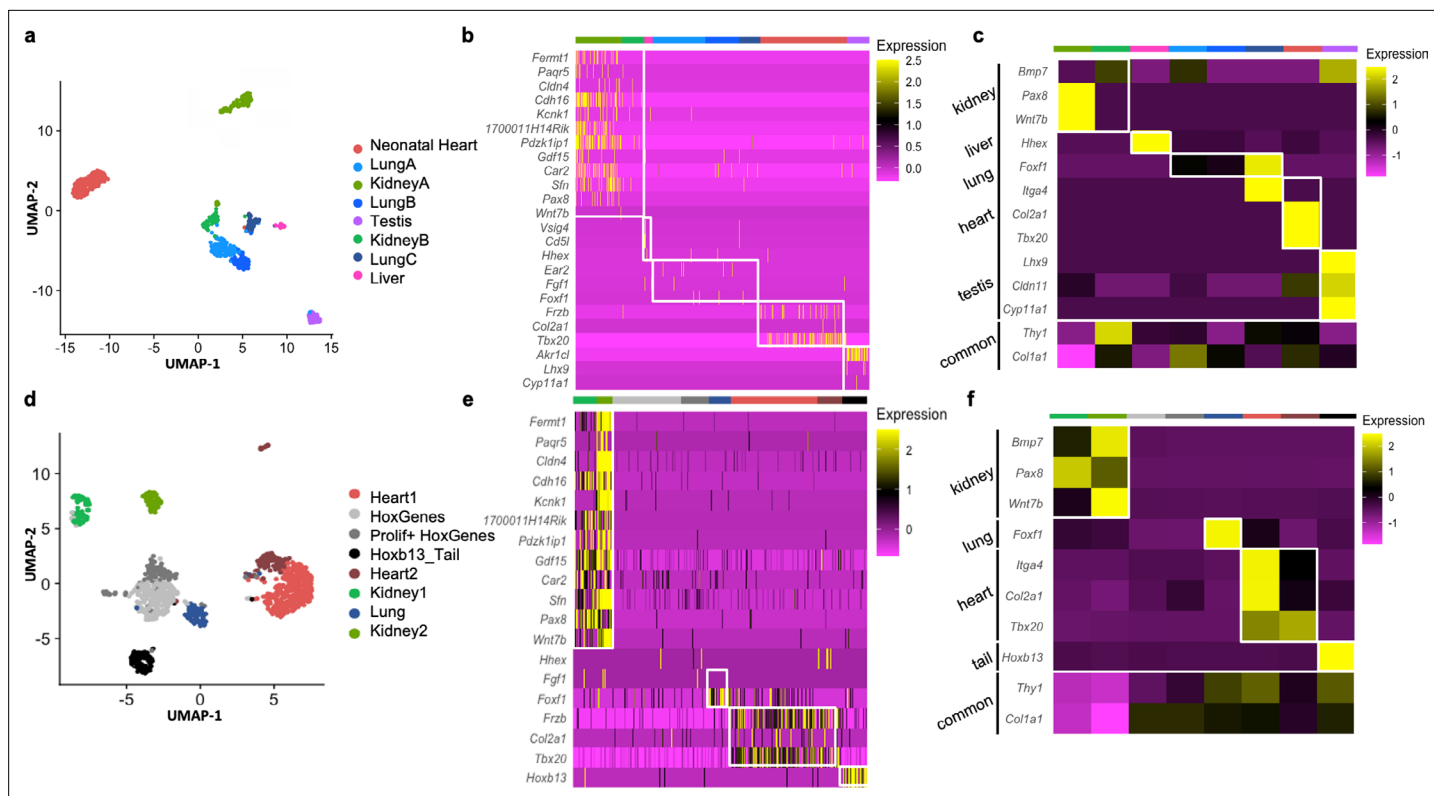 a
UMAP-2
10
0
-10
-15
-10
-5
0
5
10
15
UMAP-1
Neonatal Heart
LungA
KidneyA
LungB
Testis
KidneyB
LungC
Liver
b
Fermt1
Paqr5
Cldn4
Cdh16
Kcnk1
1700011H14Rik
Pdzk1ip1
Gdf15
Car2
Sfn
Pax8
Wnt7b
Vsig4
Cd5l
Hhex
Ear2
Fgf1
Foxf1
Frzb
Col2a1
Tbx20
Akr1cl
Lhx9
Cyp11a1
Expression
2.5
2.0
1.5
1.0
0.5
0.0
c
kidney
liver
lung
heart
testis
common
Bmp7
Pax8
Wnt7b
Hhex
Foxf1
Itga4
Col2a1
Tbx20
Lhx9
Cldn11
Cyp11a1
Thy1
Col1a1
Expression
2
1
0
-1
d
UMAP-2
10
5
0
-5
-5
0
5
UMAP-1
Heart1
HoxGenes
Prolif+ HoxGenes
Hoxb13_Tail
Heart2
Kidney1
Lung
Kidney2
e
Fermt1
Paqr5
Cldn4
Cdh16
Kcnk1
1700011H14Rik
Pdzk1ip1
Gdf15
Car2
Sfn
Pax8
Wnt7b
Hhex
Fgf1
Foxf1
Frzb
Col2a1
Tbx20
Hoxb13
Expression
2
1
0
f
kidney
lung
heart
tail
common
Bmp7
Pax8
Wnt7b
Foxf1
Itga4
Col2a1
Tbx20
Hoxb13
Thy1
Col1a1
Expression
2
1
0
-1